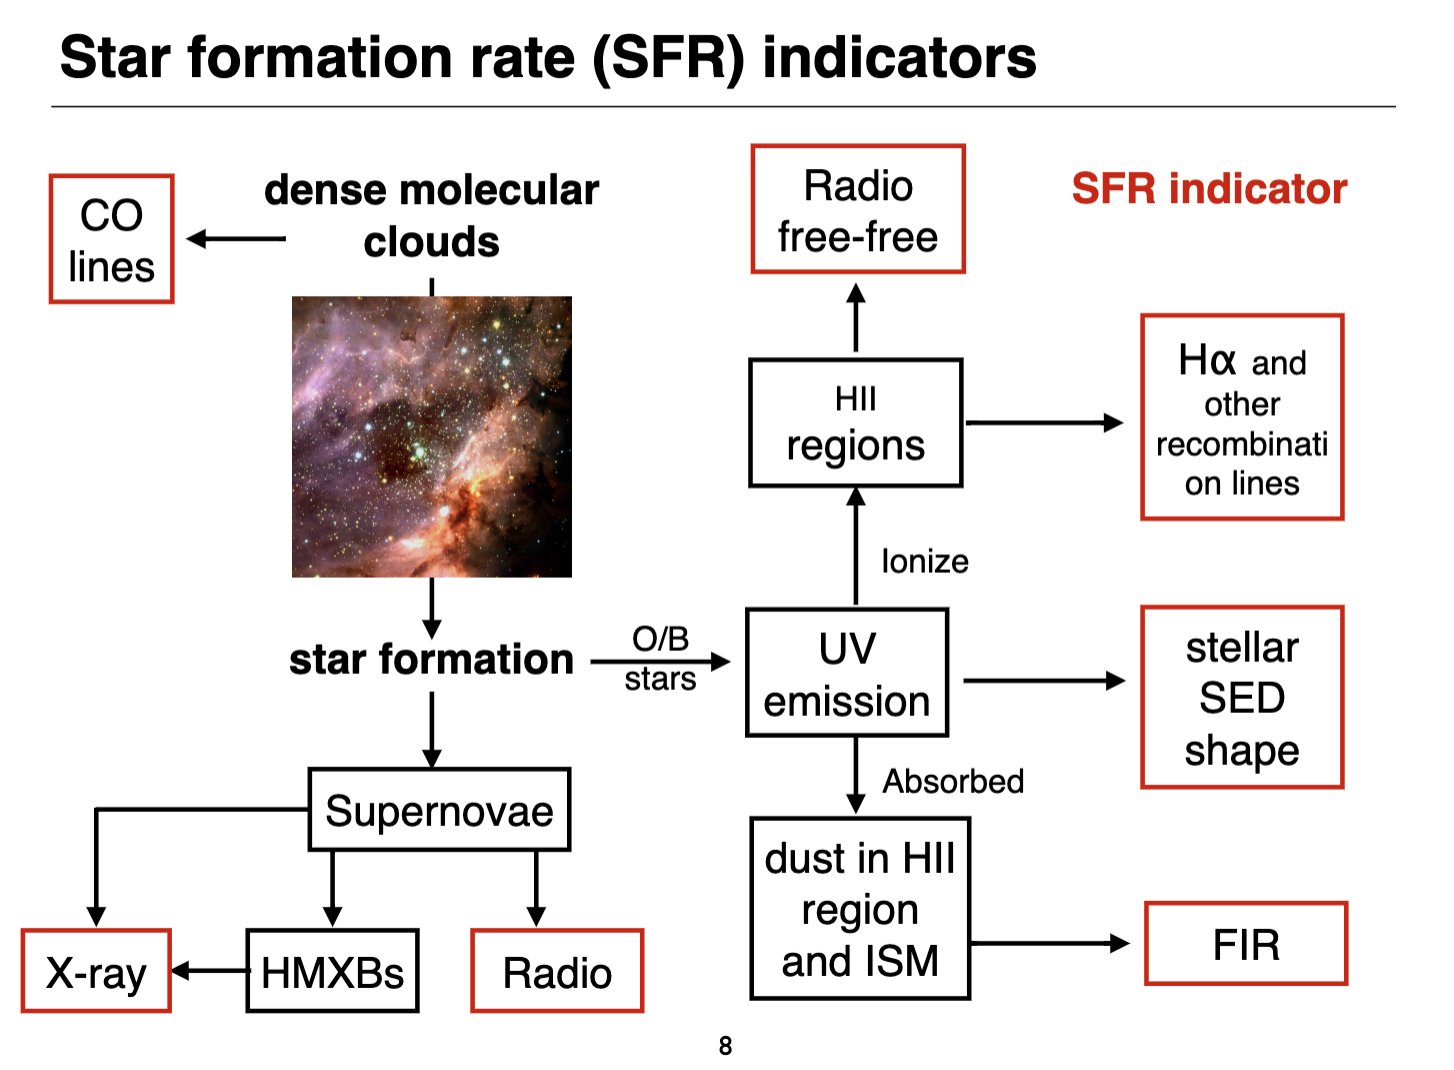 Star formation rate (SFR) indicators
CO
lines
dense molecular
clouds
Radio
free-free
SFR indicator
HII
regions
Hα and
other
recombinati
on lines
Ionize
star formation
O/B
stars
UV
emission
stellar
SED
shape
Absorbed
Supernovae
dust in HII
region
and ISM
FIR
X-ray
HMXBs
Radio
8